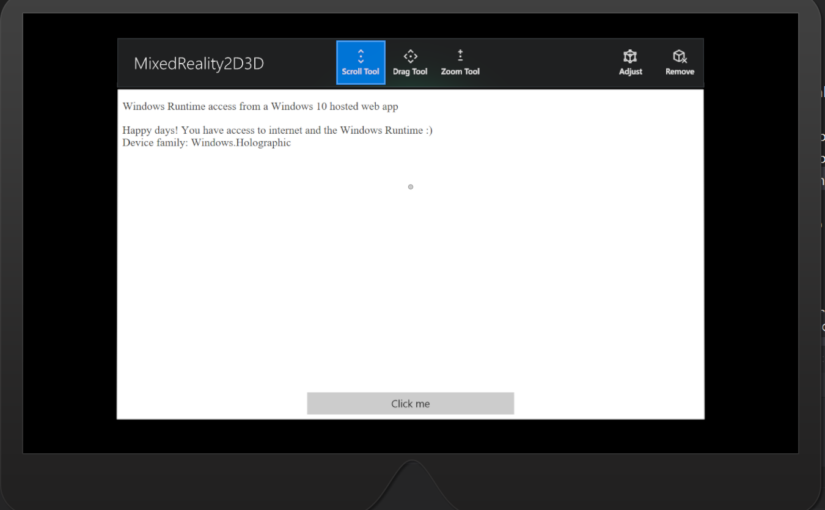 MixedReality2D3D
Scroll Tool
Drag Tool
Zoom Tool
Adjust
Remove
Windows Runtime access from a Windows 10 hosted web app
Happy days! You have access to internet and the Windows Runtime :)
Device family: Windows.Holographic
Click me